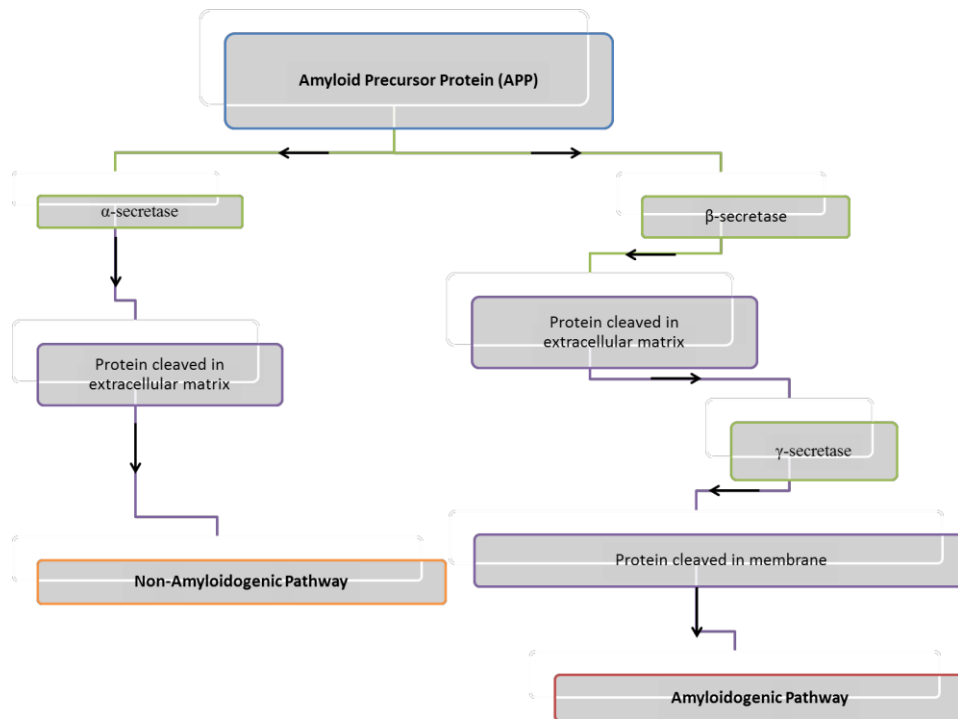 Amyloid Precursor Protein (APP)
α-secretase
Protein cleaved in
extracellular matrix
Non-Amyloidogenic Pathway
β-secretase
Protein cleaved in
extracellular matrix
γ-secretase
Protein cleaved in membrane
Amyloidogenic Pathway